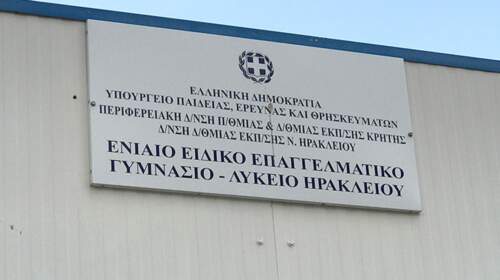 ΕΛΛΗΝΙΚΗ ΔΗΜΟΚΡΑΤΙΑ
ΥΠΟΥΡΓΕΙΟ ΠΑΙΔΕΙΑΣ, ΕΡΕΥΝΑΣ ΚΑΙ ΘΡΗΣΚΕΥΜΑΤΩΝ
ΠΕΡΙΦΕΡΕΙΑΚΗ Δ/ΝΣΗ Π/ΘΜΙΑΣ & Δ/ΘΜΙΑΣ ΕΚΠ/ΣΗΣ ΚΡΗΤΗΣ
Δ/ΝΣΗ Δ/ΘΜΙΑΣ ΕΚΠ/ΣΗΣ Ν. ΗΡΑΚΛΕΙΟΥ
ΕΝΙΑΙΟ ΕΙΔΙΚΟ ΕΠΑΓΓΕΛΜΑΤΙΚΟ
ΓΥΜΝΑΣΙΟ - ΛΥΚΕΙΟ ΗΡΑΚΛΕΙΟΥ